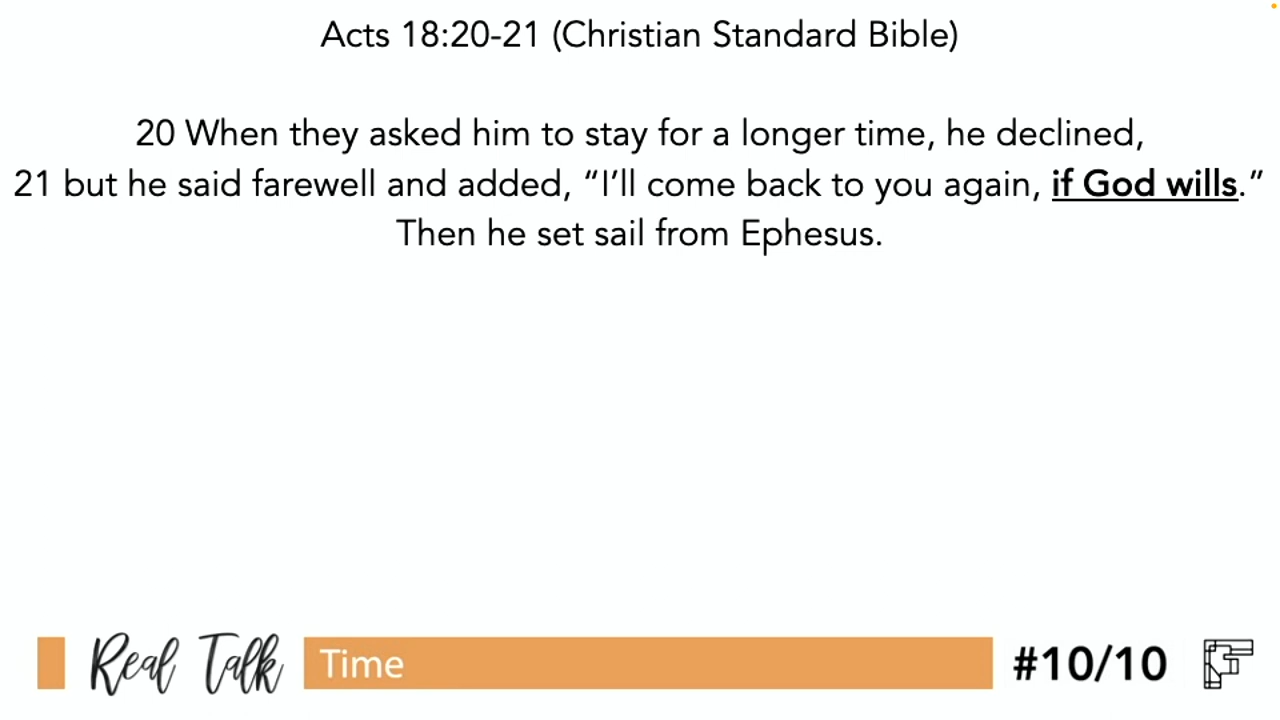 Acts 18:20-21 (Christian Standard Bible)
20 When they asked him to stay for a longer time, he declined,
21 but he said farewell and added, “I’ll come back to you again, if God wills.”
Then he set sail from Ephesus.
Real Talk
Time
#10/10